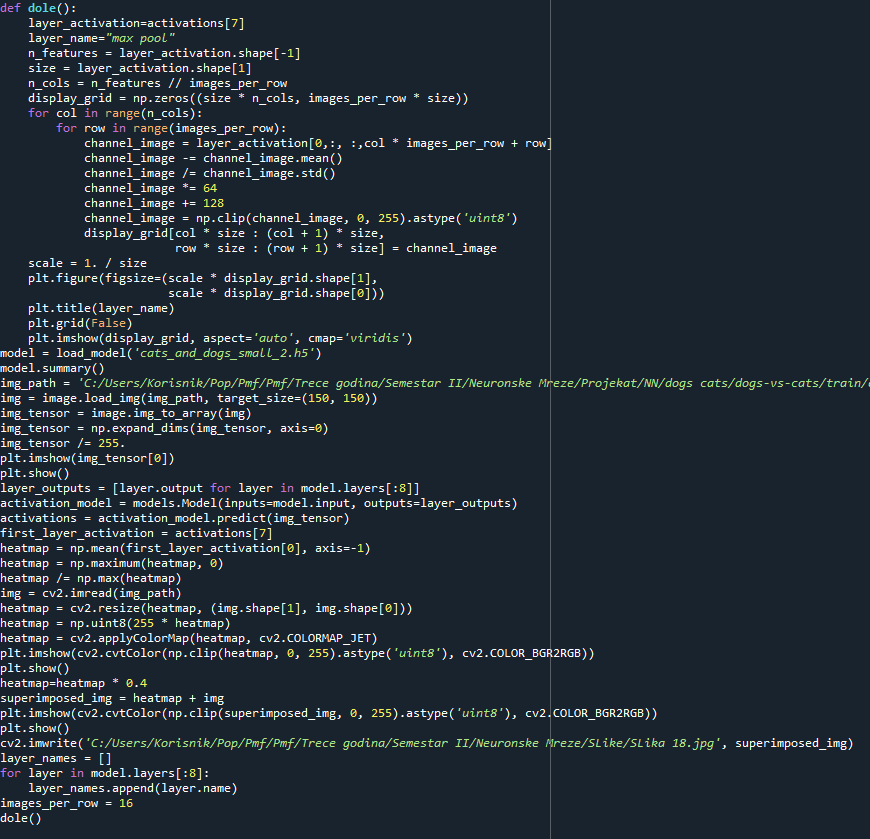 def dole():
    layer_activation=activations[7]
    layer_name="max pool"
    n_features = layer_activation.shape[-1]
    size = layer_activation.shape[1]
    n_cols = n_features // images_per_row
    display_grid = np.zeros((size * n_cols, images_per_row * size))
    for col in range(n_cols):
        for row in range(images_per_row):
            channel_image = layer_activation[0,:, :,col * images_per_row + row]
            channel_image -= channel_image.mean()
            channel_image /= channel_image.std()
            channel_image *= 64
            channel_image += 128
            channel_image = np.clip(channel_image, 0, 255).astype('uint8')
            display_grid[col * size : (col + 1) * size,
                         row * size : (row + 1) * size] = channel_image
    scale = 1. / size
    plt.figure(figsize=(scale * display_grid.shape[1],
                        scale * display_grid.shape[0]))
    plt.title(layer_name)
    plt.grid(False)
    plt.imshow(display_grid, aspect='auto', cmap='viridis')
model = load_model('cats_and_dogs_small_2.h5')
model.summary()
img_path = 'C:/Users/Korisnik/Pop/Pmf/Pmf/Trece godina/Semestar II/Neuronske Mreze/Projekat/NN/dogs cats/dogs-vs-cats/train/
img = image.load_img(img_path, target_size=(150, 150))
img_tensor = image.img_to_array(img)
img_tensor = np.expand_dims(img_tensor, axis=0)
img_tensor /= 255.
plt.imshow(img_tensor[0])
plt.show()
layer_outputs = [layer.output for layer in model.layers[:8]]
activation_model = models.Model(inputs=model.input, outputs=layer_outputs)
activations = activation_model.predict(img_tensor)
first_layer_activation = activations[7]
heatmap = np.mean(first_layer_activation[0], axis=-1)
heatmap = np.maximum(heatmap, 0)
heatmap /= np.max(heatmap)
img = cv2.imread(img_path)
heatmap = cv2.resize(heatmap, (img.shape[1], img.shape[0]))
heatmap = np.uint8(255 * heatmap)
heatmap = cv2.applyColorMap(heatmap, cv2.COLORMAP_JET)
plt.imshow(cv2.cvtColor(np.clip(heatmap, 0, 255).astype('uint8'), cv2.COLOR_BGR2RGB))
plt.show()
heatmap=heatmap * 0.4
superimposed_img = heatmap + img
plt.imshow(cv2.cvtColor(np.clip(superimposed_img, 0, 255).astype('uint8'), cv2.COLOR_BGR2RGB))
plt.show()
cv2.imwrite('C:/Users/Korisnik/Pop/Pmf/Pmf/Trece godina/Semestar II/Neuronske Mreze/SLike/SLika 18.jpg', superimposed_img)
layer_names = []
for layer in model.layers[:8]:
    layer_names.append(layer.name)
images_per_row = 16
dole()